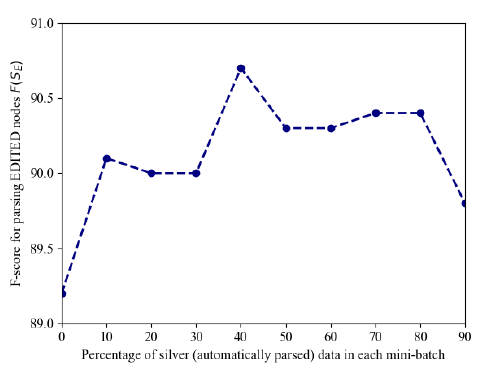 91.0
90.5
90.0
89.5
89.0
F-score for parsing EDITED nodes F(S_E)
0 10 20 30 40 50 60 70 80 90
Percentage of silver (automatically parsed) data in each mini-batch